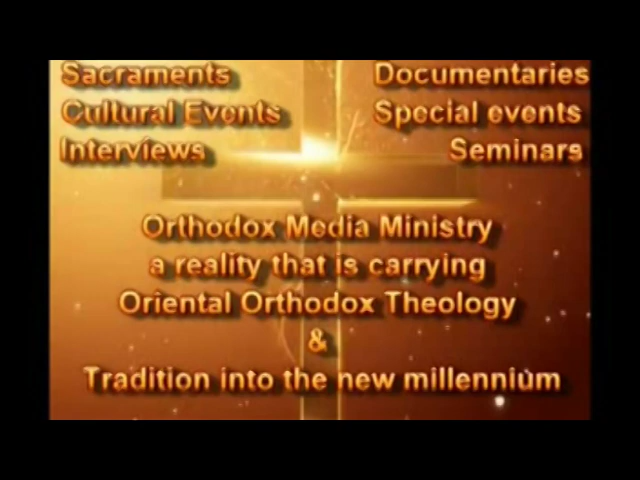 Sacraments Documentaries
Cultural Events Special events
Interviews Seminars
Orthodox Media Ministry
a reality that is carrying
Oriental Orthodox Theology
&
Tradition into the new millennium